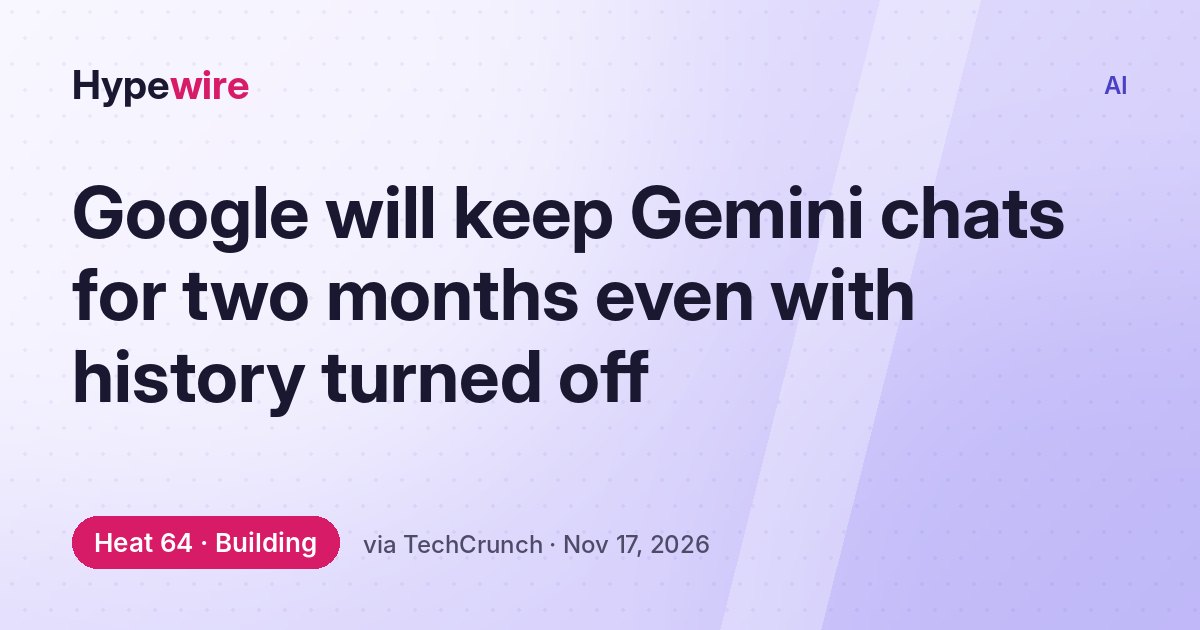 Hypewire
AI
Google will keep Gemini chats
for two months even with
history turned off
Heat 64 · Building
via TechCrunch · Nov 17, 2026